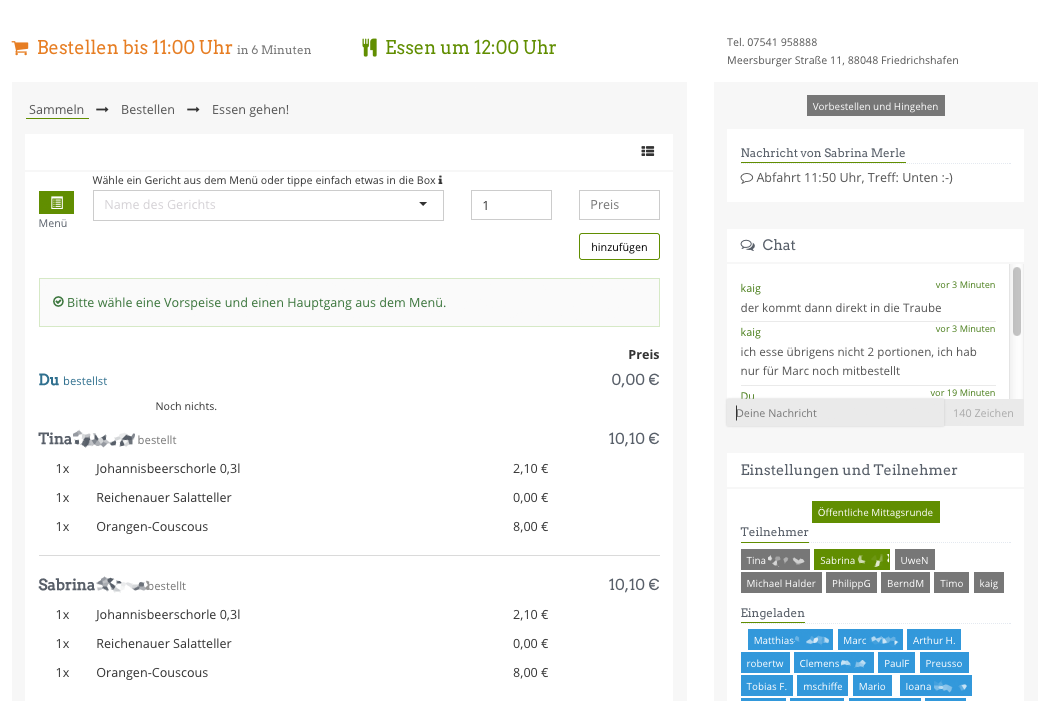 Bestellen bis 11:00 Uhr in 6 Minuten
Essen um 12:00 Uhr
Tel. 07541 958888
Meersburger Straße 11, 88048 Friedrichshafen
Sammeln → Bestellen → Essen gehen!
Wähle ein Gericht aus dem Menü oder tippe einfach etwas in die Box
Menü
Name des Gerichts
1
Preis
hinzufügen
Bitte wähle eine Vorspeise und einen Hauptgang aus dem Menü.
Preis
Du bestellst 0,00 €
Noch nichts.
Tina bestellt 10,10 €
1x Johannisbeerschorle 0,3l 2,10 €
1x Reichenauer Salatteller 0,00 €
1x Orangen-Couscous 8,00 €
Sabrina bestellt 10,10 €
1x Johannisbeerschorle 0,3l 2,10 €
1x Reichenauer Salatteller 0,00 €
1x Orangen-Couscous 8,00 €
Vorbestellen und Hingehen
Nachricht von Sabrina Merle
Abfahrt 11:50 Uhr, Treff: Unten :-)
Chat
kaig vor 3 Minuten
der kommt dann direkt in die Traube
kaig vor 3 Minuten
ich esse übrigens nicht 2 portionen, ich hab
nur für Marc noch mitbestellt
Du vor 19 Minuten
Deine Nachricht 140 Zeichen
Einstellungen und Teilnehmer
Öffentliche Mittagsrunde
Teilnehmer
Tina Sabrina UweN
Michael Halder PhilippG BerndM Timo kaig
Eingeladen
Matthias Marc Arthur H.
robertw Clemens PaulF Preusso
Tobias F. mschiffe Mario Ioana